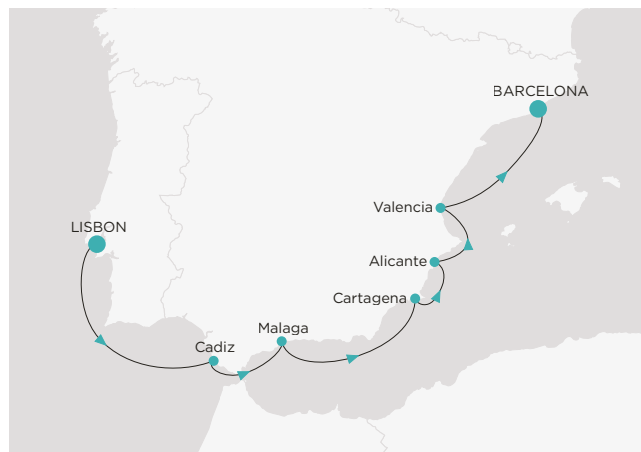 BARCELONA
Valencia
LISBON
Alicante
Cartagena
Malaga
Cadiz